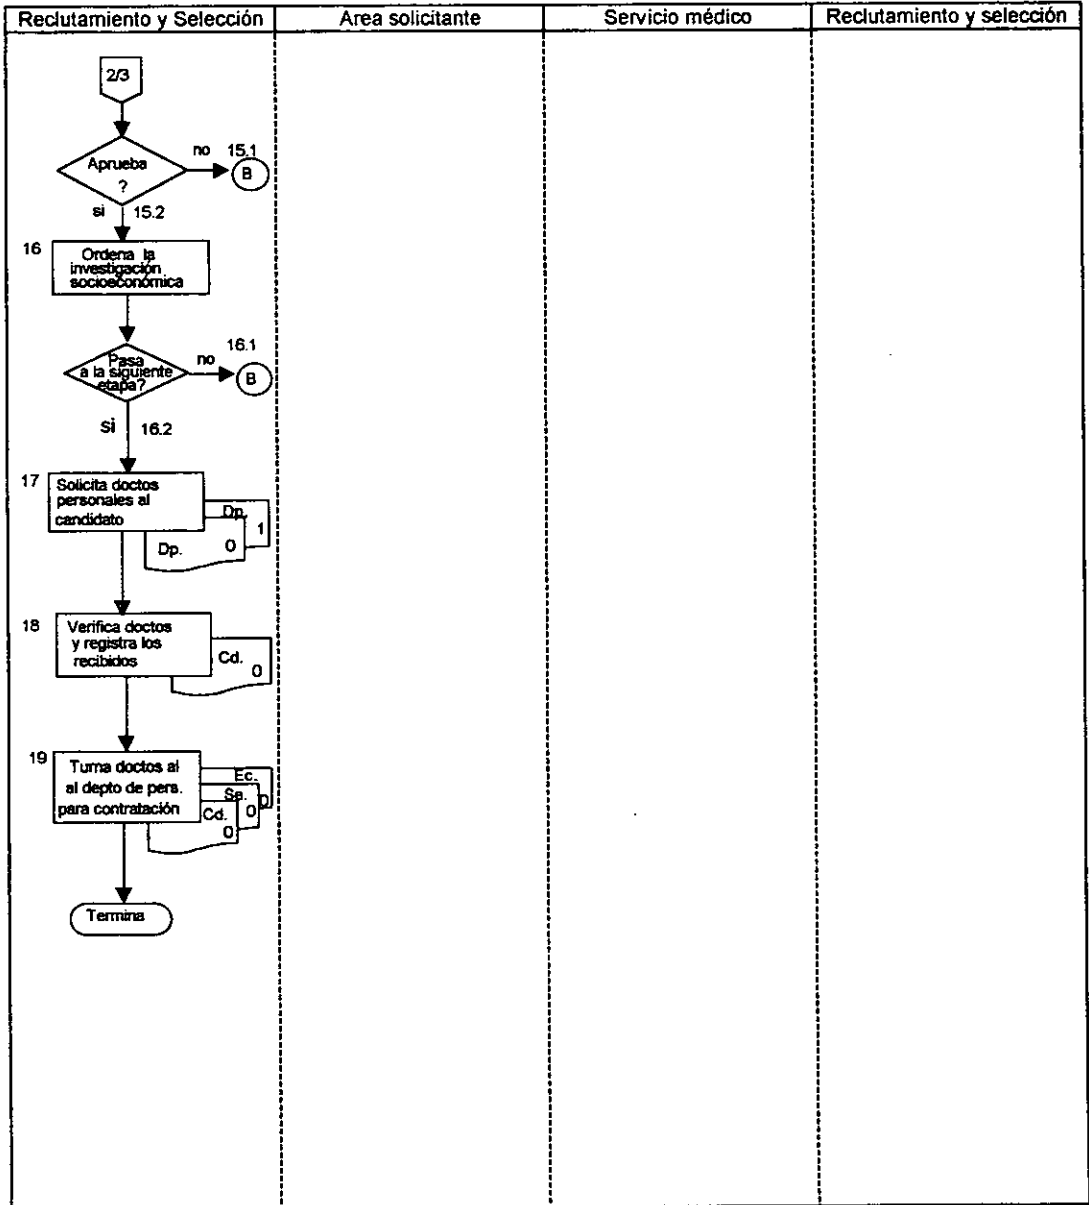 Reclutamiento y Selección
Area solicitante
Servicio médico
Reclutamiento y selección
2/3
Aprueba
?
no
15.1
B
si
15.2
16
Ordena la
investigación
socioeconómica
Pasa
a la siguiente
etapa?
no
16.1
B
si
16.2
17
Solicita doctos
personales al
candidato
Dp.
1
Dp.
0
18
Verifica doctos
y registra los
recibidos
Cd.
0
19
Turna doctos al
al depto de pers.
para contratación
Ec.
0
Se.
0
Cd.
0
Termina